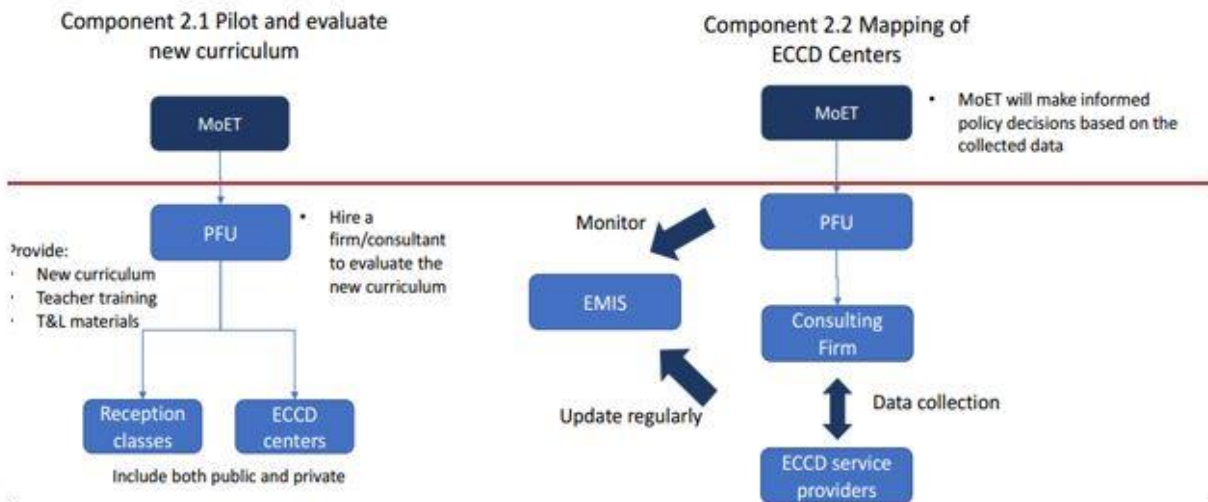 Component 2.1 Pilot and evaluate
new curriculum
MoET
PFU
• Hire a
firm/consultant
to evaluate the
new curriculum
Provide:
· New curriculum
· Teacher training
· T&L materials
Reception
classes
ECCD
centers
Include both public and private
Component 2.2 Mapping of
ECCD Centers
MoET
• MoET will make informed
policy decisions based on the
collected data
PFU
Monitor
EMIS
Consulting
Firm
Update regularly
Data collection
ECCD service
providers